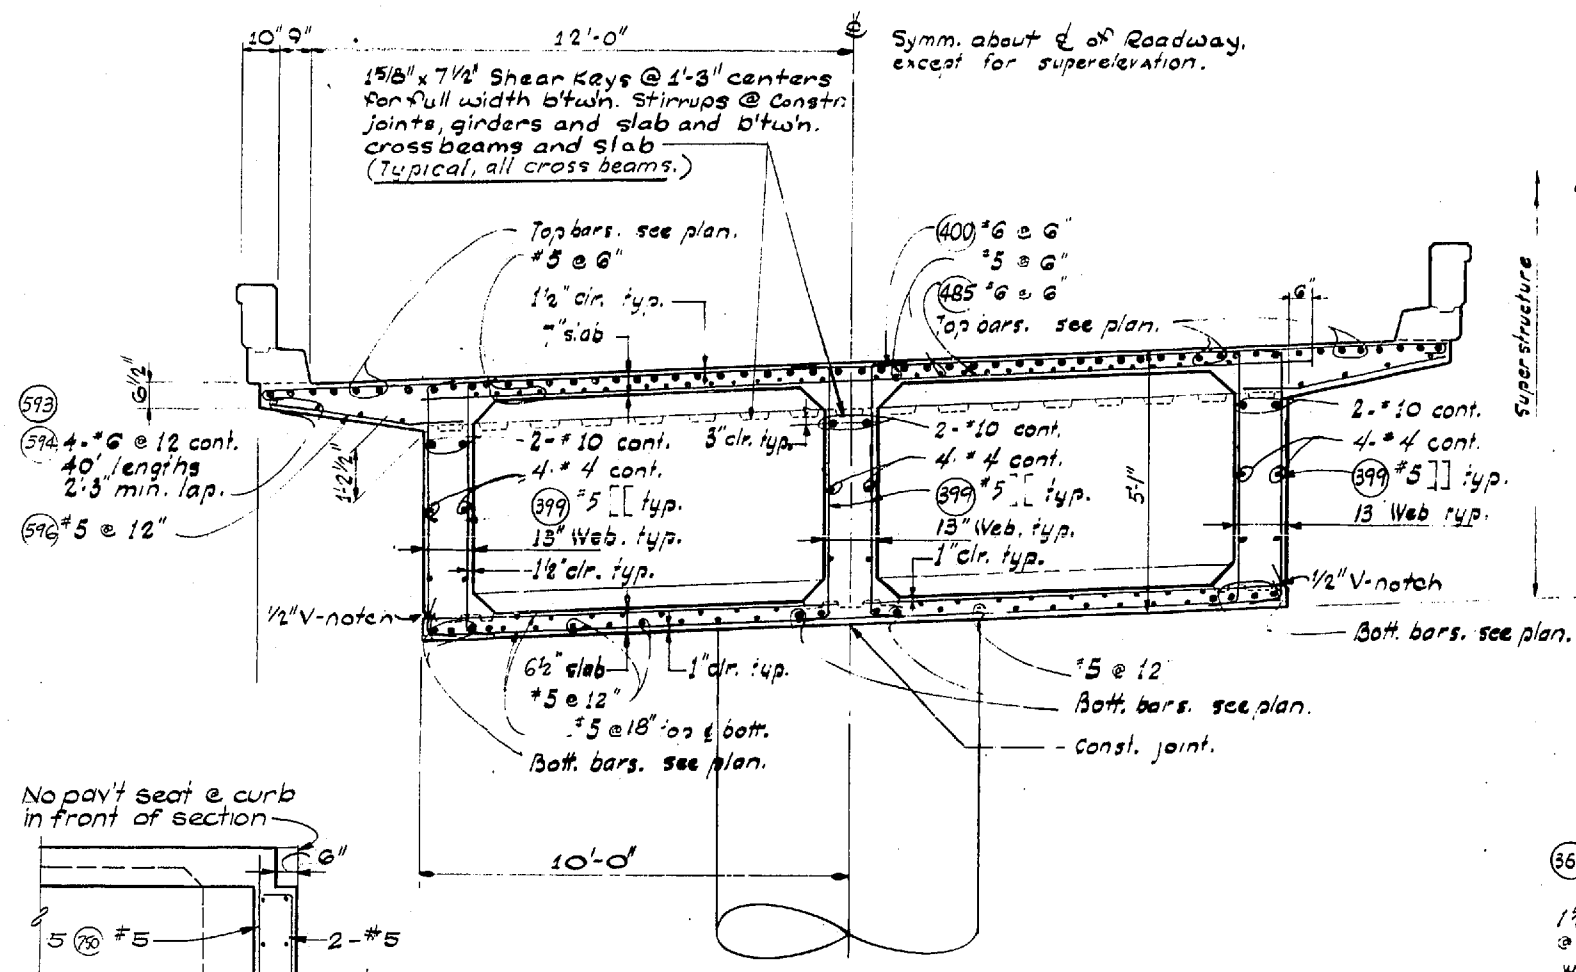 10" 9"
12'-0"
℄
Symm. about ℄ of Roadway,
except for superelevation.
1 5/8" x 7 1/2" Shear Keys @ 1'-3" centers
for full width b'tw'n. Stirrups @ Constr.
joints, girders and slab and b'tw'n.
cross beams and slab
(Typical, all cross beams.)
Top bars. see plan.
#5 @ 6"
1 1/2" clr. typ.
7" slab
400 #6 @ 6"
#5 @ 6"
485 #6 @ 6"
Top bars. see plan.
6"
Superstructure
6 1/2"
593
594 4-#6 @ 12 cont.
40' lengths
2'-3" min. lap.
596 #5 @ 12"
1'-2 1/2"
2-#10 cont.
4-#4 cont.
399 #5 [[ typ.
13" Web. typ.
1 1/2" clr. typ.
3" clr. typ.
2-#10 cont.
4-#4 cont.
399 #5 [[ typ.
13" Web. typ.
1" clr. typ.
5'-1"
2-#10 cont.
4-#4 cont.
399 #5 ]] typ.
13 Web typ.
1/2" V-notch
1/2" V-notch
Bott. bars. see plan.
6 1/2" slab
1" clr. typ.
#5 @ 12"
#5 @ 18" top & bott.
Bott. bars. see plan.
#5 @ 12
Bott. bars. see plan.
Const. joint.
10'-0"
No pav't seat @ curb
in front of section
6"
5 750 #5
2-#5
36
@